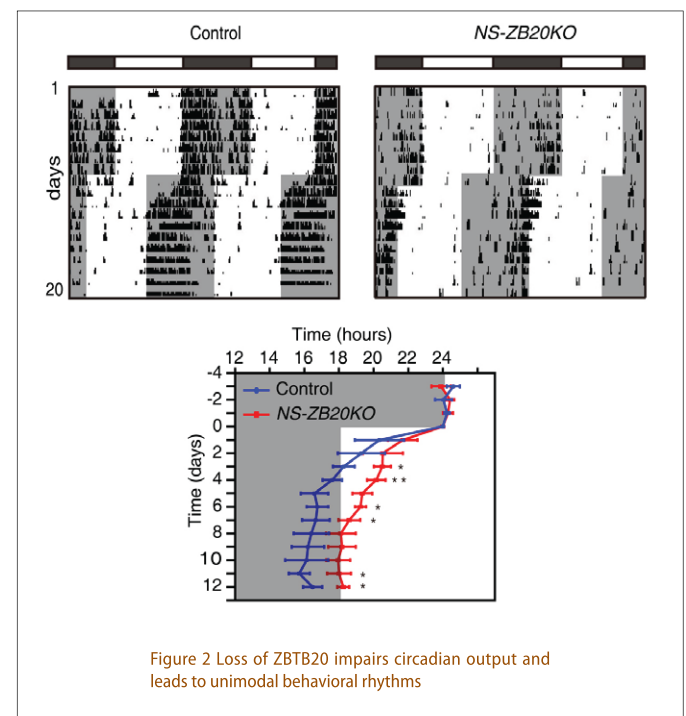 Control
NS-ZB20KO
1
days
20
Time (hours)
12 14 16 18 20 22 24
-4
-2
0
2
4
6
8
10
12
Time (days)
Control
NS-ZB20KO
*
* *
*
*
*
*
Figure 2 Loss of ZBTB20 impairs circadian output and
leads to unimodal behavioral rhythms